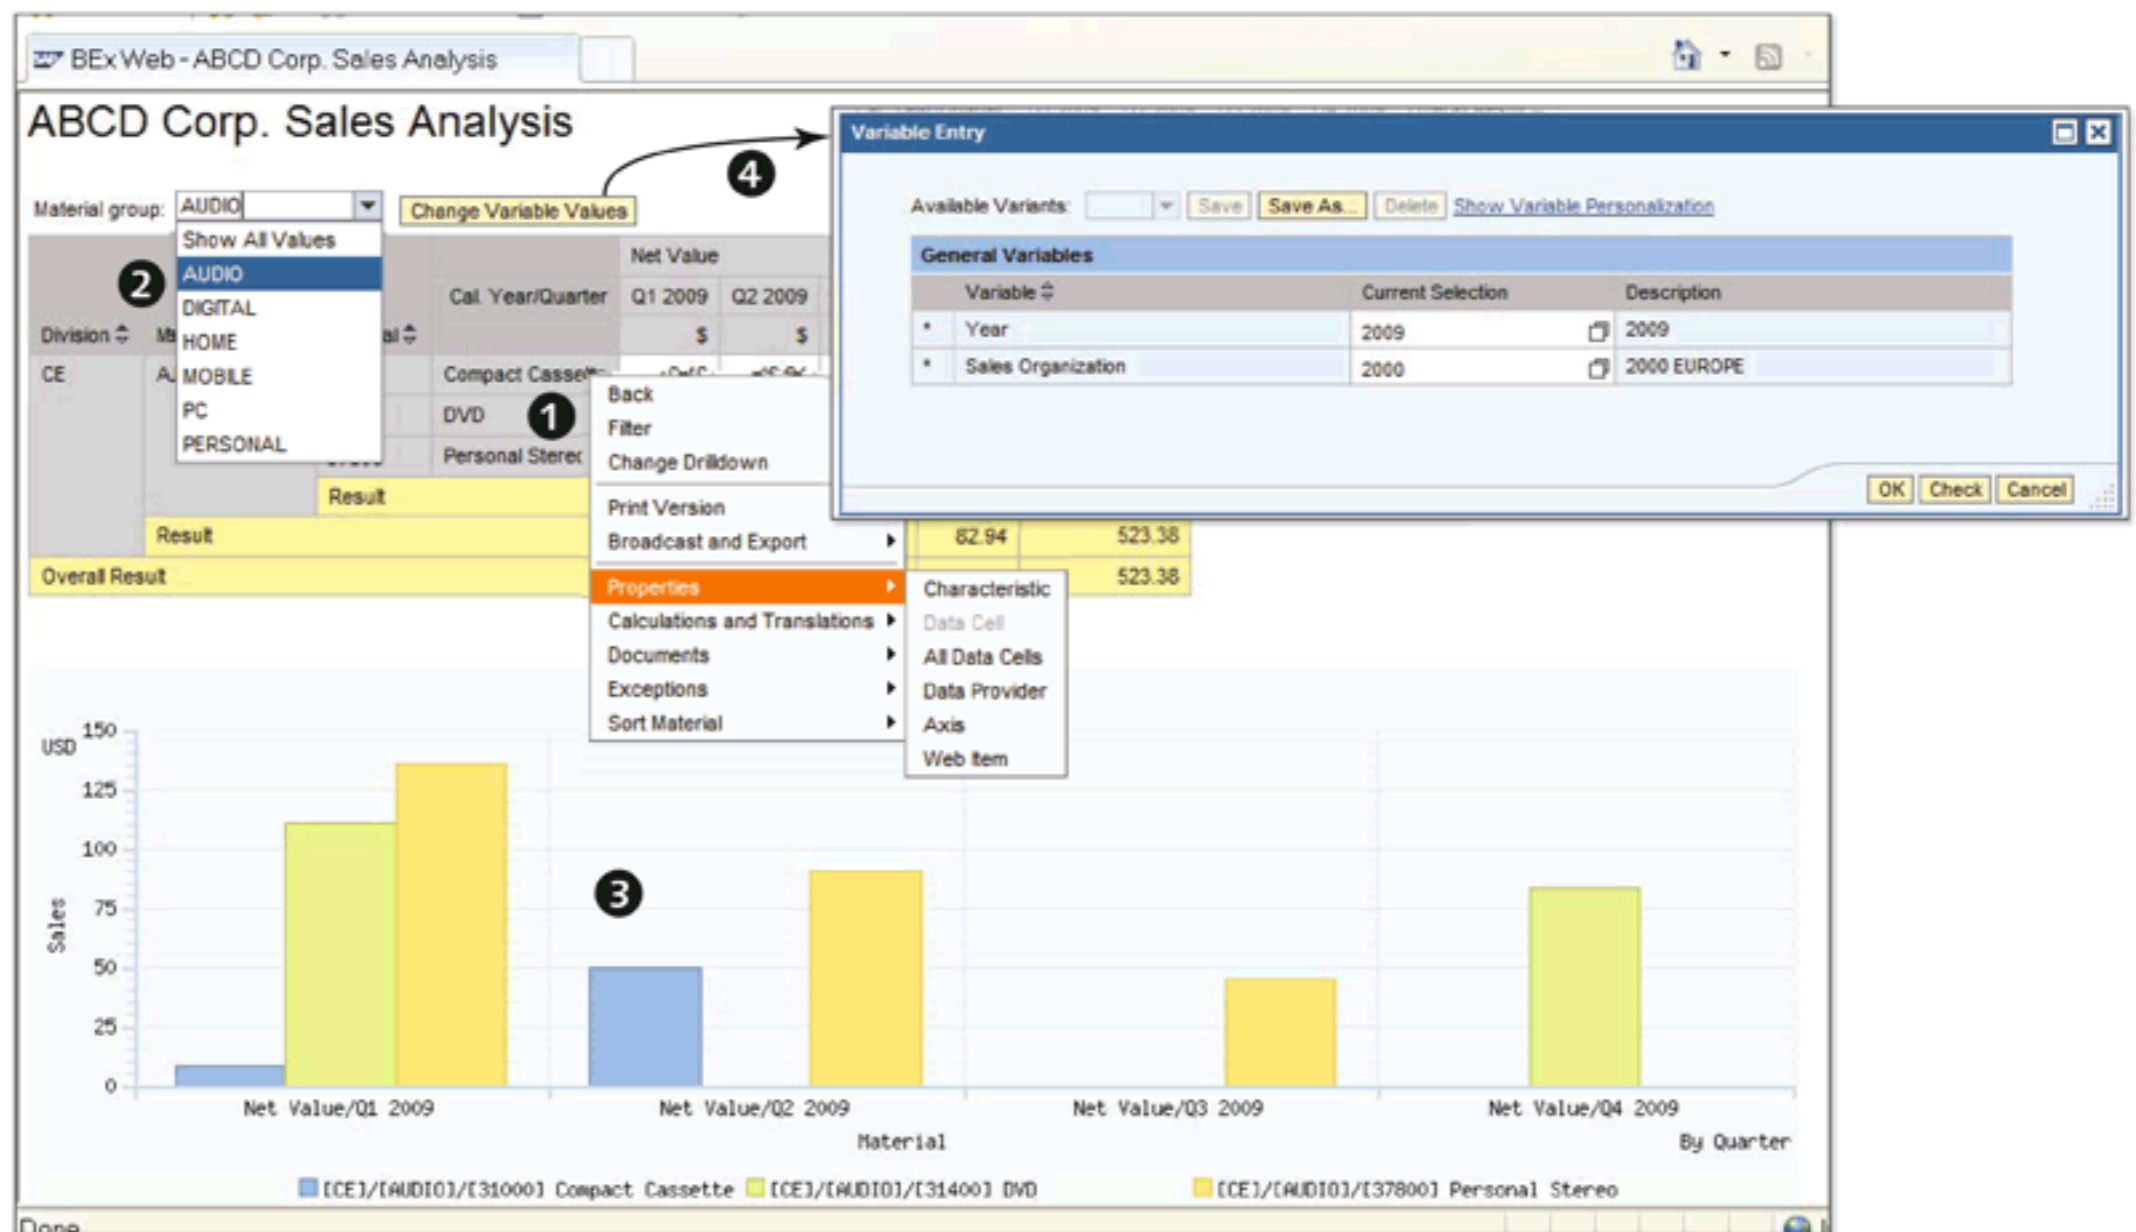 BEx Web - ABCD Corp. Sales Analysis
ABCD Corp. Sales Analysis
Material group: AUDIO
Change Variable Values
4
Show All Values
AUDIO
DIGITAL
HOME
MOBILE
PC
PERSONAL
2
Net Value
Cal. Year/Quarter Q1 2009 Q2 2009
Division $ $
CE Compact Cassette
DVD
1
Personal Stereo
Result
Result 82.94 523.38
Overall Result 523.38
Back
Filter
Change Drilldown
Print Version
Broadcast and Export
Properties
Calculations and Translations
Documents
Exceptions
Sort Material
Characteristic
Data Cell
All Data Cells
Data Provider
Axis
Web Item
Variable Entry
Available Variants: Save Save As... Delete Show Variable Personalization
General Variables
Variable Current Selection Description
* Year 2009 2009
* Sales Organization 2000 2000 EUROPE
OK Check Cancel
USD
150
125
100
75
50
25
0
Sales
3
Net Value/Q1 2009 Net Value/Q2 2009 Net Value/Q3 2009 Net Value/Q4 2009
Material
By Quarter
[CE]/[AUDIO]/[31000] Compact Cassette [CE]/[AUDIO]/[31400] DVD [CE]/[AUDIO]/[37800] Personal Stereo
Done